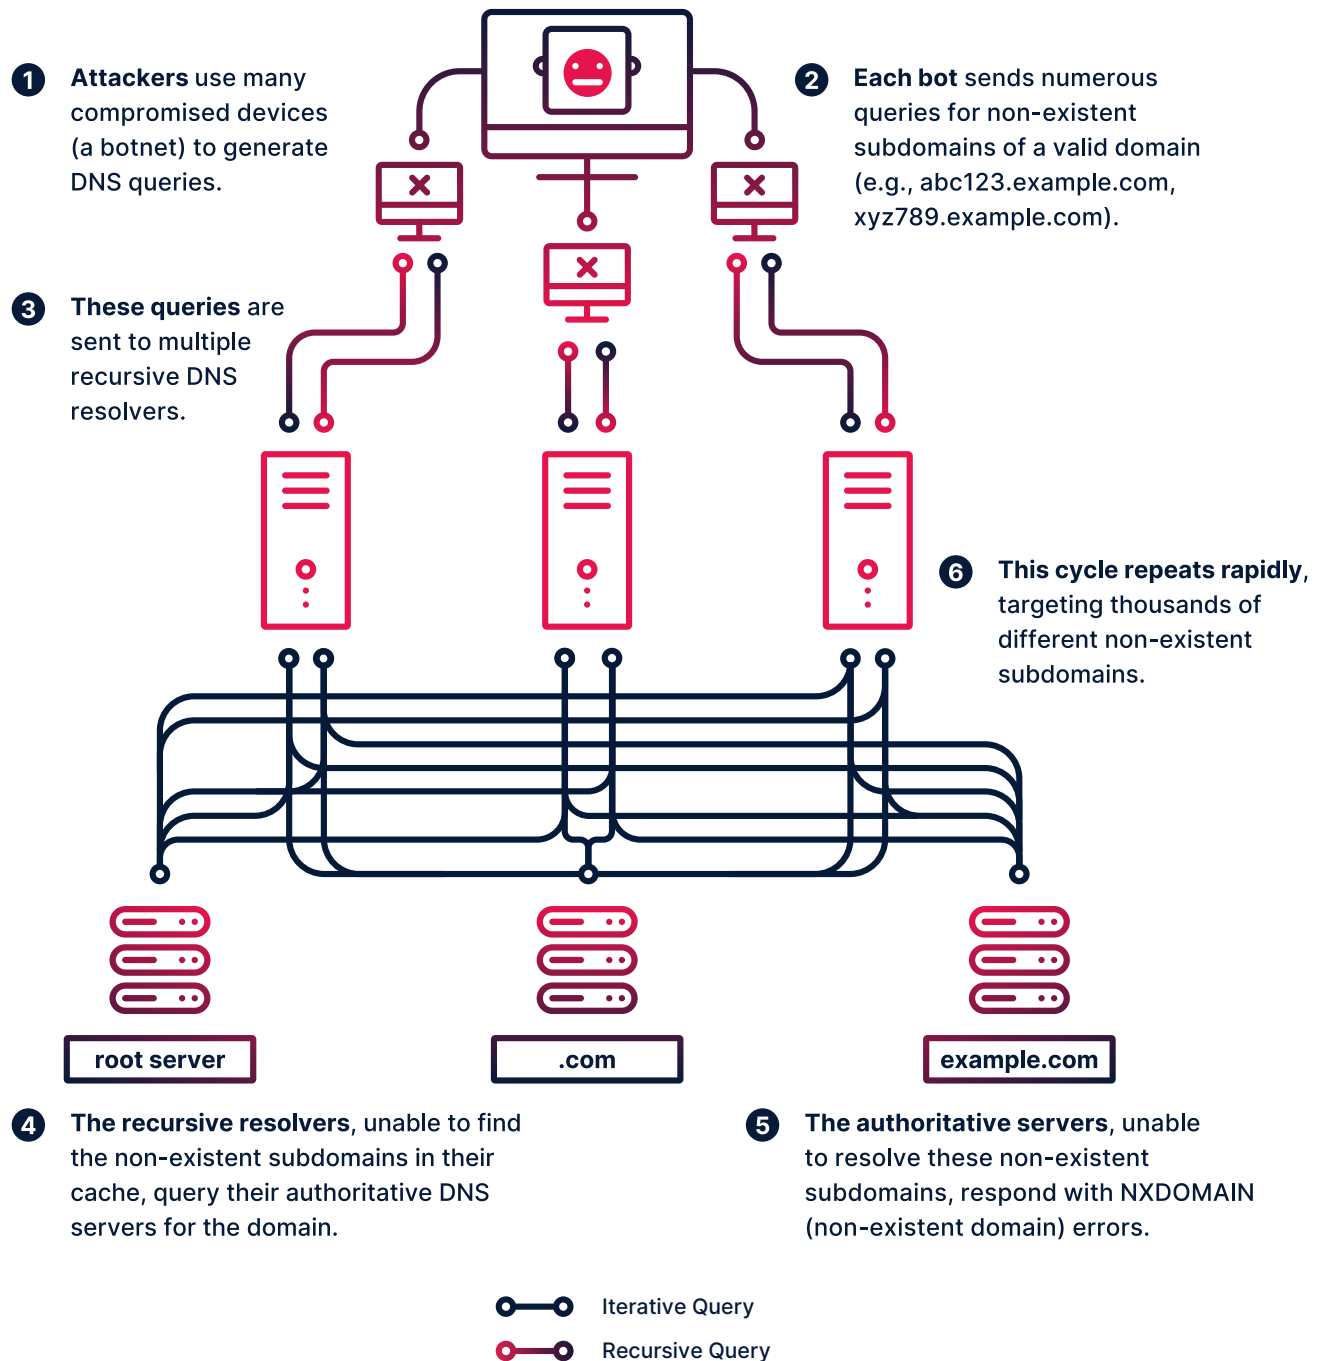 1 Attackers use many
compromised devices
(a botnet) to generate
DNS queries.
2 Each bot sends numerous
queries for non-existent
subdomains of a valid domain
(e.g., abc123.example.com,
xyz789.example.com).
3 These queries are
sent to multiple
recursive DNS
resolvers.
6 This cycle repeats rapidly,
targeting thousands of
different non-existent
subdomains.
root server
.com
example.com
4 The recursive resolvers, unable to find
the non-existent subdomains in their
cache, query their authoritative DNS
servers for the domain.
5 The authoritative servers, unable
to resolve these non-existent
subdomains, respond with NXDOMAIN
(non-existent domain) errors.
Iterative Query
Recursive Query